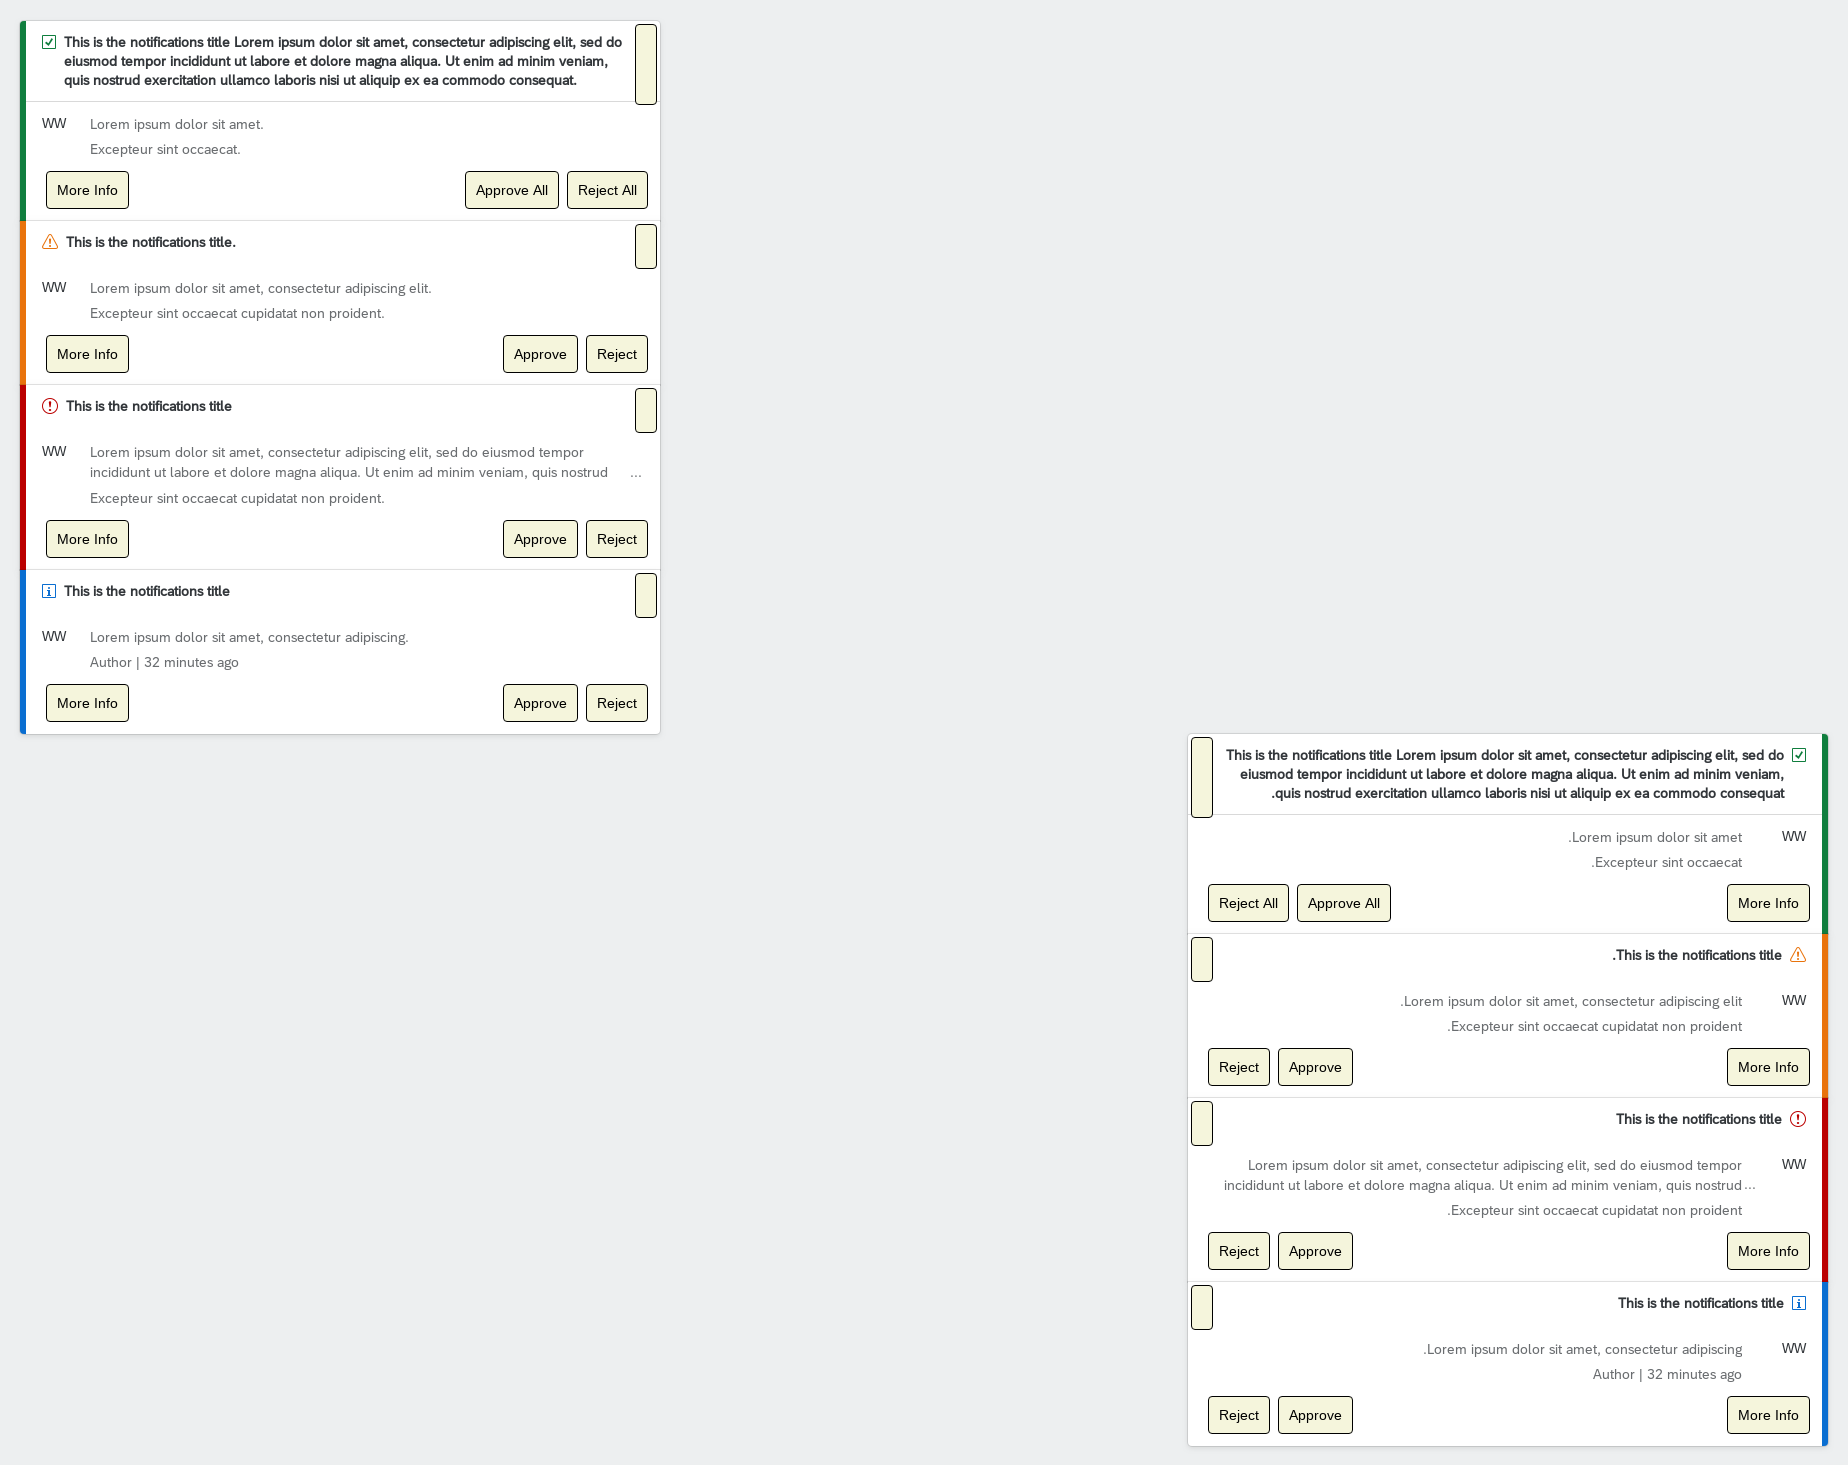 This is the notifications title Lorem ipsum dolor sit amet, consectetur adipiscing elit, sed do
eiusmod tempor incididunt ut labore et dolore magna aliqua. Ut enim ad minim veniam,
quis nostrud exercitation ullamco laboris nisi ut aliquip ex ea commodo consequat.
WW Lorem ipsum dolor sit amet.
Excepteur sint occaecat.
More Info Approve All Reject All
This is the notifications title.
WW Lorem ipsum dolor sit amet, consectetur adipiscing elit.
Excepteur sint occaecat cupidatat non proident.
More Info Approve Reject
This is the notifications title
WW Lorem ipsum dolor sit amet, consectetur adipiscing elit, sed do eiusmod tempor
incididunt ut labore et dolore magna aliqua. Ut enim ad minim veniam, quis nostrud ...
Excepteur sint occaecat cupidatat non proident.
More Info Approve Reject
This is the notifications title
WW Lorem ipsum dolor sit amet, consectetur adipiscing.
Author | 32 minutes ago
More Info Approve Reject
This is the notifications title Lorem ipsum dolor sit amet, consectetur adipiscing elit, sed do
eiusmod tempor incididunt ut labore et dolore magna aliqua. Ut enim ad minim veniam,
.quis nostrud exercitation ullamco laboris nisi ut aliquip ex ea commodo consequat
.Lorem ipsum dolor sit amet WW
.Excepteur sint occaecat
Reject All Approve All More Info
.This is the notifications title
.Lorem ipsum dolor sit amet, consectetur adipiscing elit WW
.Excepteur sint occaecat cupidatat non proident
Reject Approve More Info
This is the notifications title
Lorem ipsum dolor sit amet, consectetur adipiscing elit, sed do eiusmod tempor WW
incididunt ut labore et dolore magna aliqua. Ut enim ad minim veniam, quis nostrud ...
.Excepteur sint occaecat cupidatat non proident
Reject Approve More Info
This is the notifications title
.Lorem ipsum dolor sit amet, consectetur adipiscing WW
Author | 32 minutes ago
Reject Approve More Info